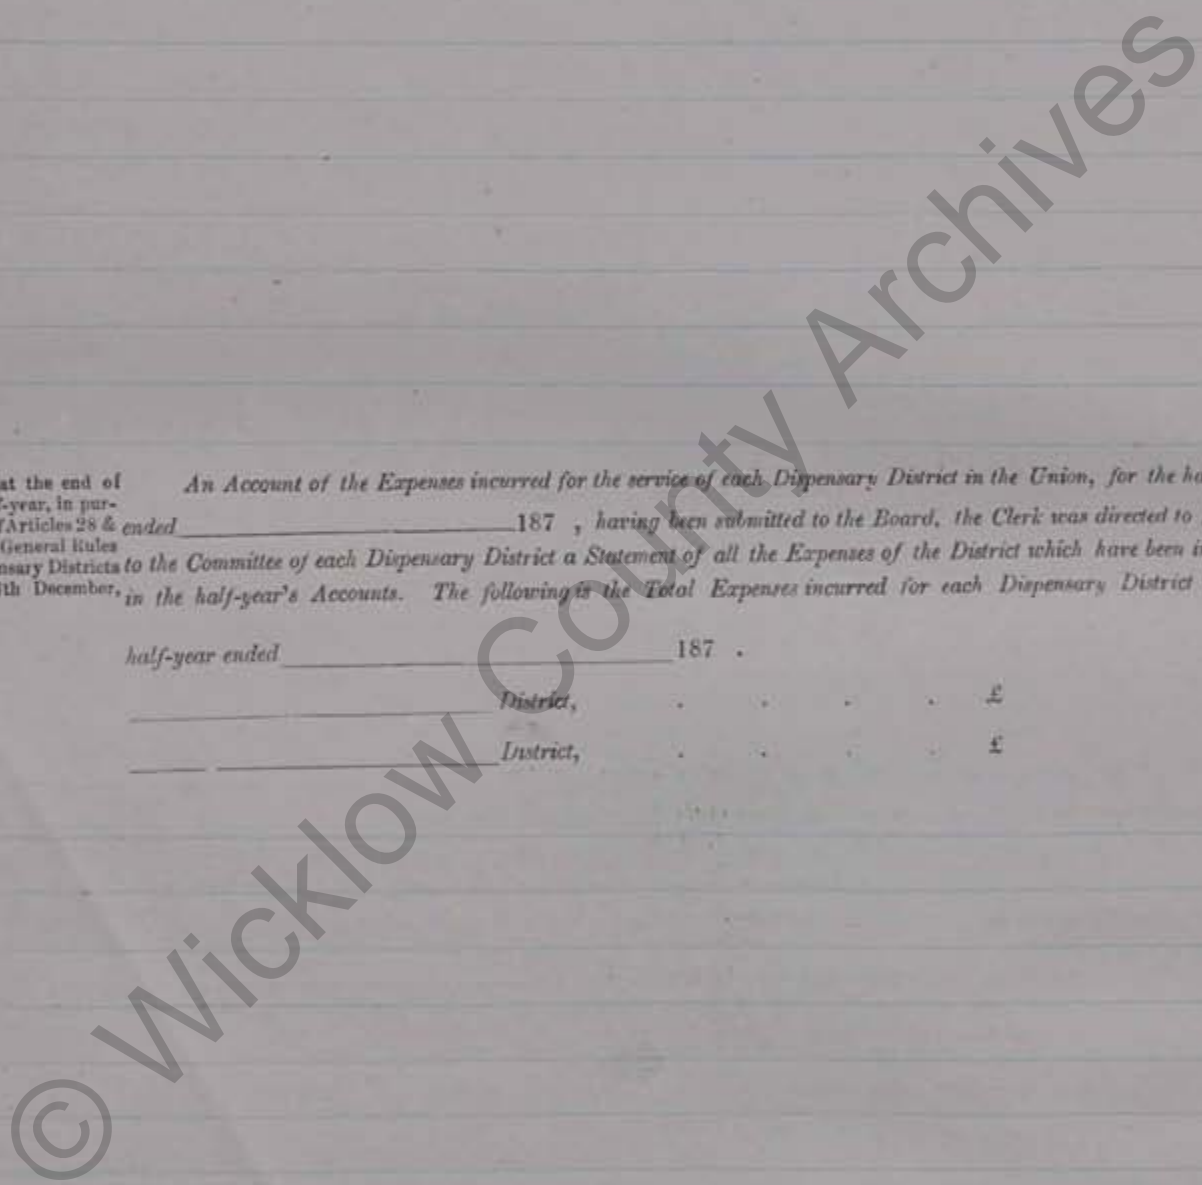 at the end of
-year, in pur-
Articles 28 &
General Rules
nsary Districts
th December,
An Account of the Expenses incurred for the service of each Dispensary District in the Union, for the ha
ended 187 , having been submitted to the Board, the Clerk was directed to
to the Committee of each Dispensary District a Statement of all the Expenses of the District which have been i
in the half-year's Accounts. The following is the Total Expenses incurred for each Dispensary District
half-year ended 187 .
District, . . . . £
District, . . . . £
© Wicklow County Archives